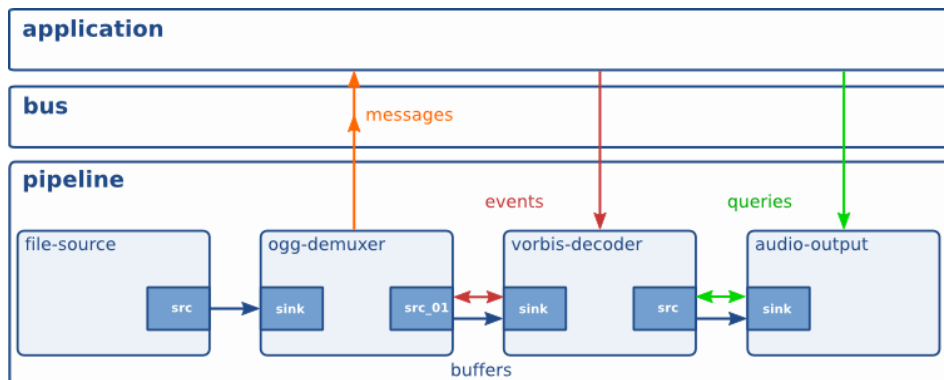 application
bus
messages
pipeline
events
queries
file-source
ogg-demuxer
vorbis-decoder
audio-output
src
sink
src_01
sink
src
sink
buffers